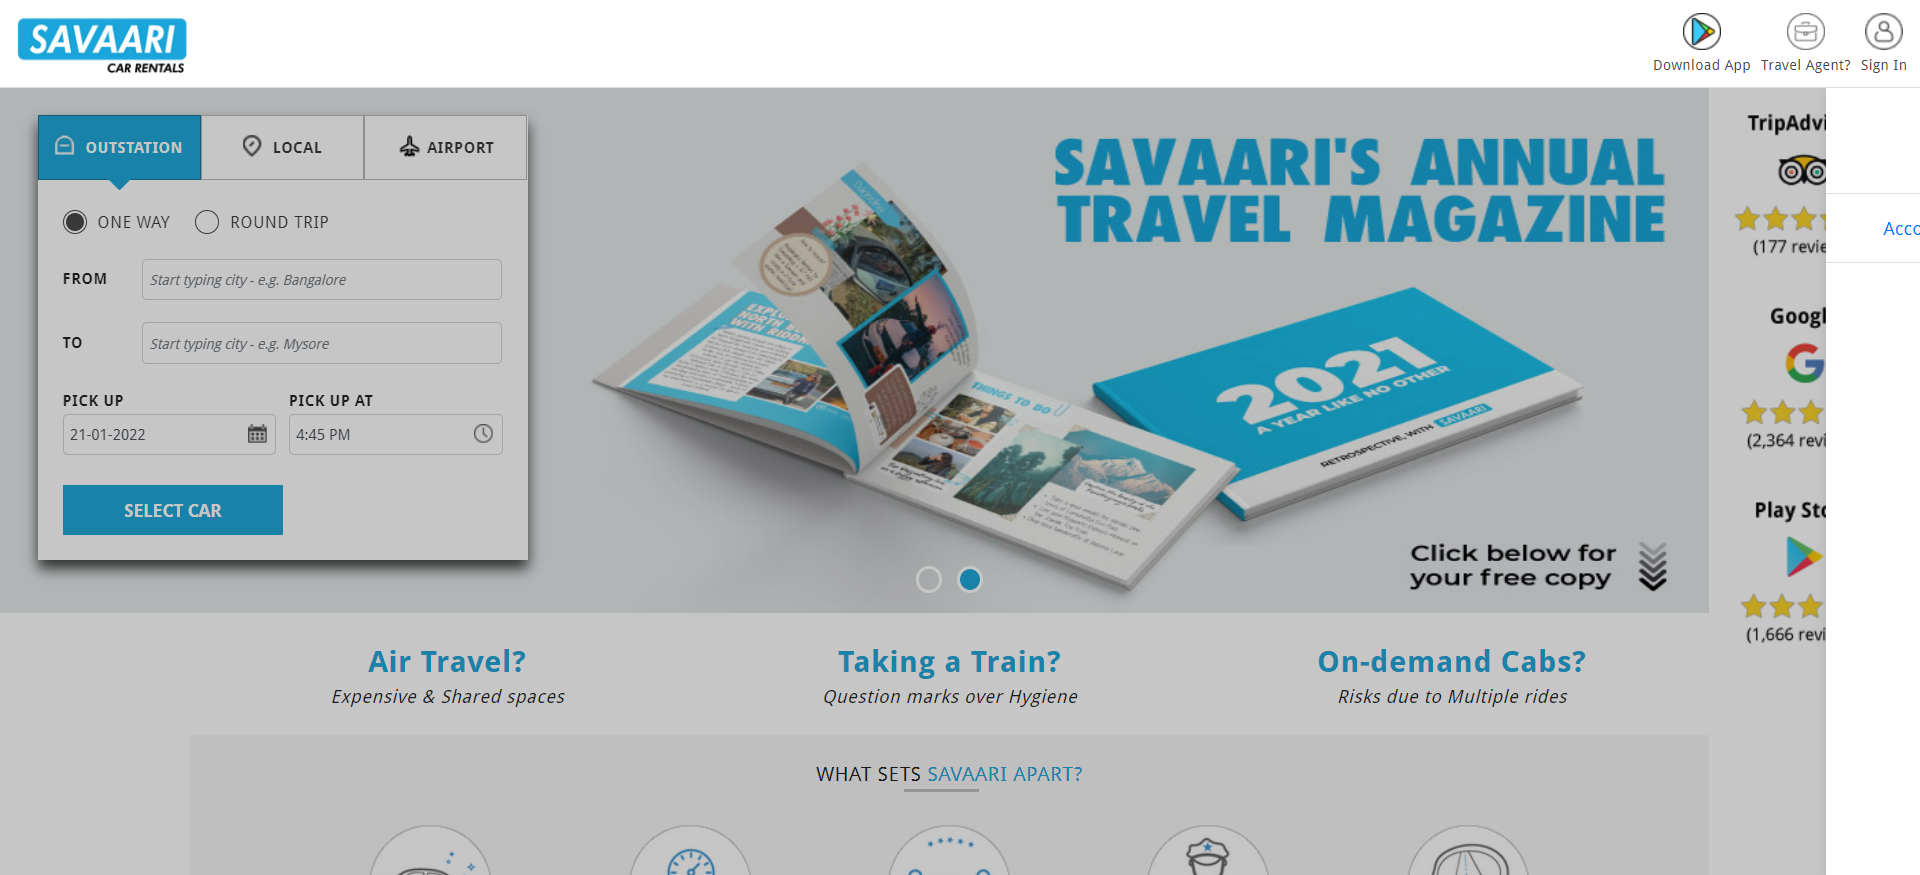 SAVAARI
CAR RENTALS
Download App
Travel Agent?
Sign In
OUTSTATION
LOCAL
AIRPORT
ONE WAY
ROUND TRIP
FROM
Start typing city - e.g. Bangalore
TO
Start typing city - e.g. Mysore
PICK UP
PICK UP AT
21-01-2022
4:45 PM
SELECT CAR
SAVAARI'S ANNUAL
TRAVEL MAGAZINE
THINGS TO DO
2021
A YEAR LIKE NO OTHER
RETROSPECTIVE, WITH SAVAARI
Click below for
your free copy
TripAdvi
(177 revie
Acco
Googl
(2,364 revi
Play Sto
(1,666 revi
Air Travel?
Expensive & Shared spaces
Taking a Train?
Question marks over Hygiene
On-demand Cabs?
Risks due to Multiple rides
WHAT SETS SAVAARI APART?